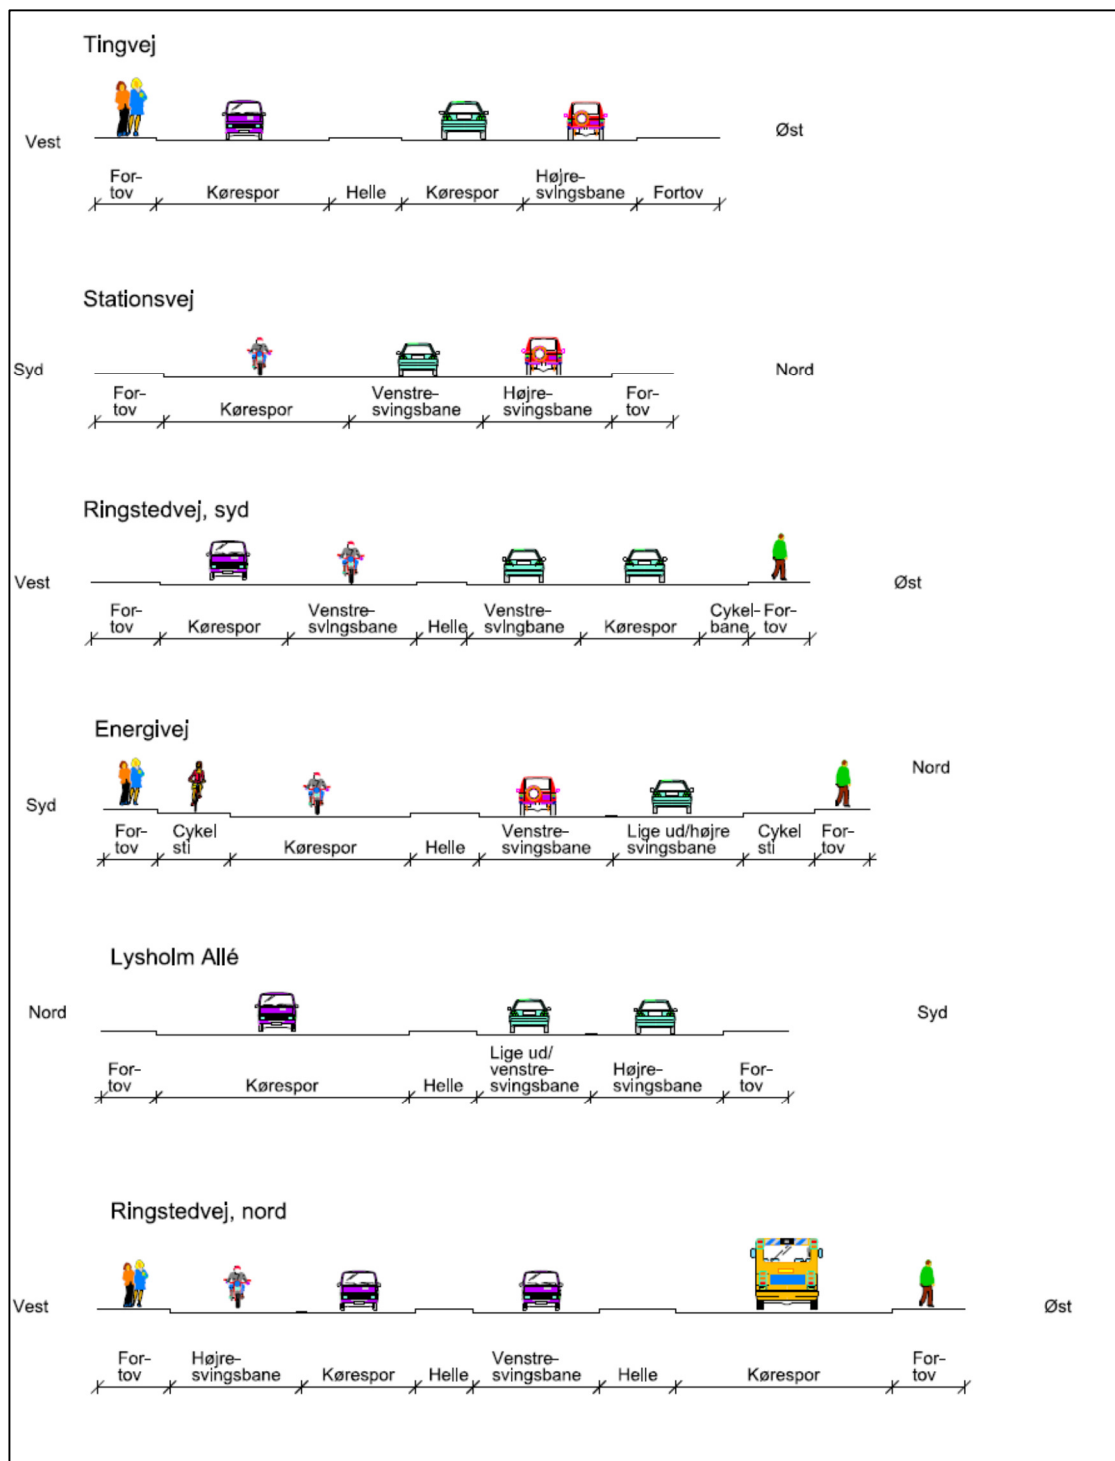 Tingvej
Vest
Øst
For-
tov
Kørespor
Helle
Kørespor
Højre-
svingsbane
Fortov
Stationsvej
Syd
Nord
For-
tov
Kørespor
Venstre-
svingsbane
Højre-
svingsbane
For-
tov
Ringstedvej, syd
Vest
Øst
For-
tov
Kørespor
Venstre-
svingsbane
Helle
Venstre-
svingbane
Kørespor
Cykel-
bane
For-
tov
Energivej
Syd
Nord
For-
tov
Cykel
sti
Kørespor
Helle
Venstre-
svingsbane
Lige ud/højre
svingsbane
Cykel
sti
For-
tov
Lysholm Allé
Nord
Syd
For-
tov
Kørespor
Helle
Lige ud/
venstre-
svingsbane
Højre-
svingsbane
For-
tov
Ringstedvej, nord
Vest
Øst
For-
tov
Højre-
svingsbane
Kørespor
Helle
Venstre-
svingsbane
Helle
Kørespor
For-
tov